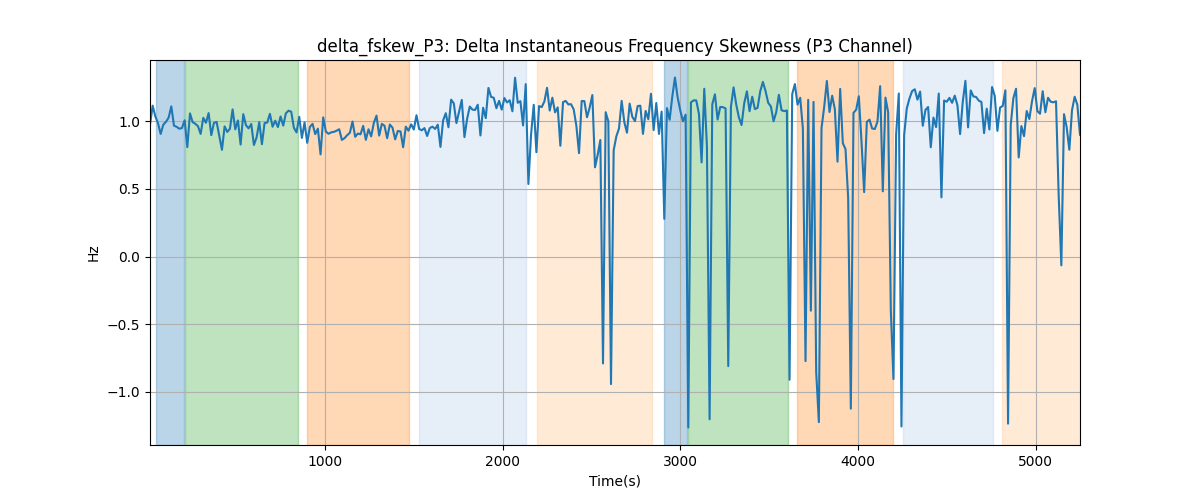 delta_fskew_P3: Delta Instantaneous Frequency Skewness (P3 Channel)
1.0
0.5
0.0
−0.5
−1.0
Hz
1000 2000 3000 4000 5000
Time(s)